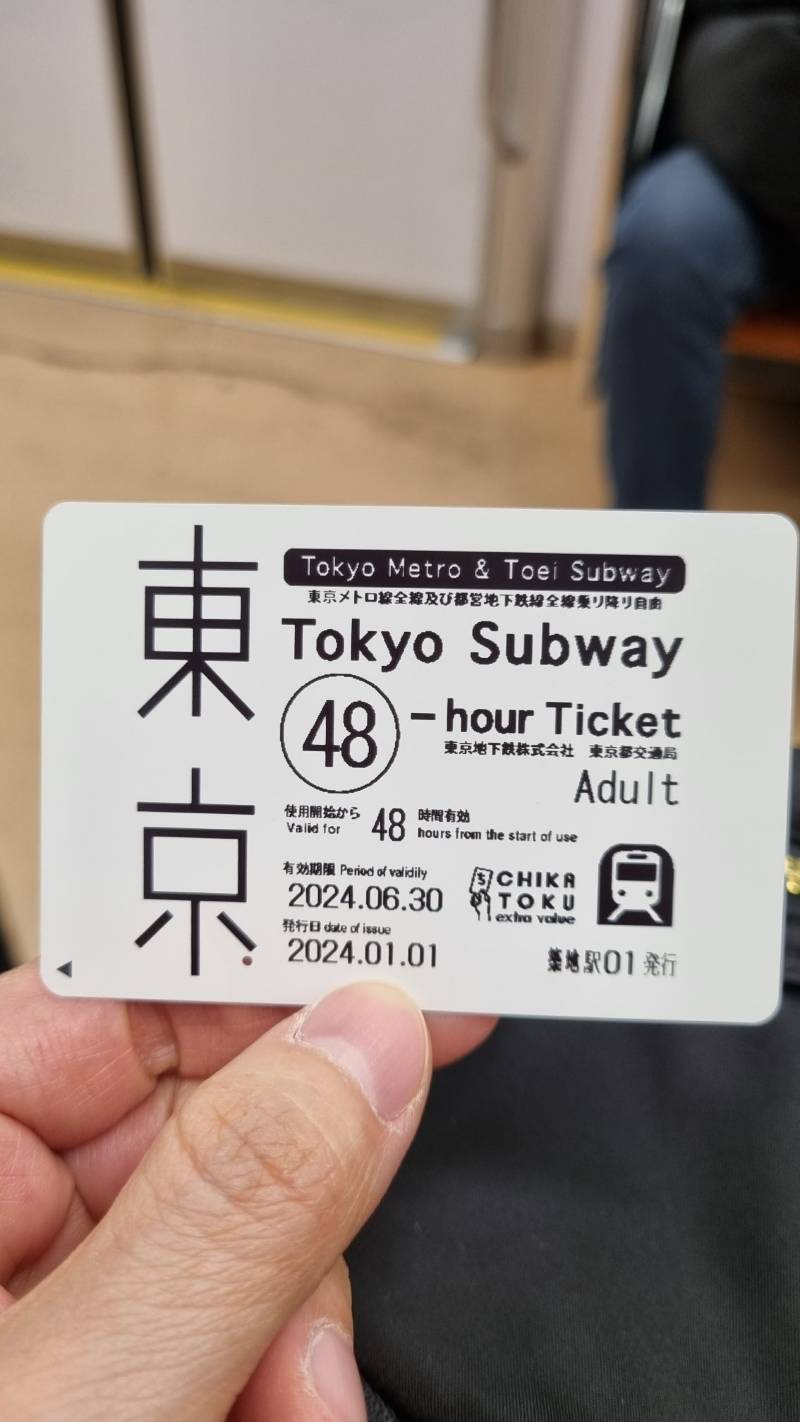 東京
Tokyo Metro & Toei Subway
東京メトロ線全線及び都営地下鉄線全線乗り降り自由
Tokyo Subway
48-hour Ticket
東京地下鉄株式会社 東京都交通局
Adult
使用開始から 48 時間有効
Valid for hours from the start of use
有効期限 Period of validity
2024.06.30
発行日 date of issue
2024.01.01
CHIKA
TOKU
extra value
築地駅01発行